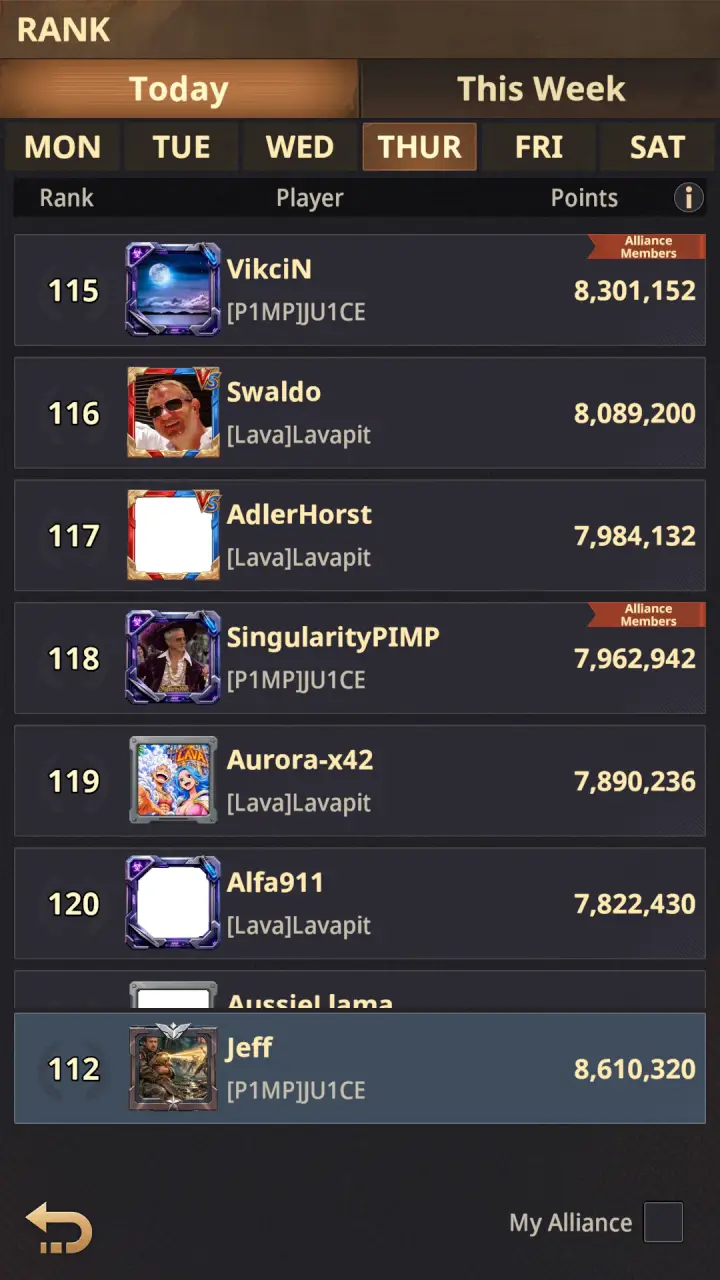 RANK
Today
This Week
MON
TUE
WED
THUR
FRI
SAT
Rank
Player
Points
Alliance
Members
115
VikciN
[P1MP]JU1CE
8,301,152
116
Swaldo
[Lava]Lavapit
8,089,200
117
AdlerHorst
[Lava]Lavapit
7,984,132
Alliance
Members
118
SingularityPIMP
[P1MP]JU1CE
7,962,942
119
Aurora-x42
[Lava]Lavapit
7,890,236
120
Alfa911
[Lava]Lavapit
7,822,430
AussieLlama
112
Jeff
[P1MP]JU1CE
8,610,320
My Alliance